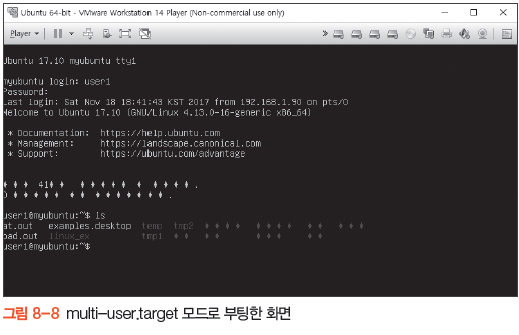 Ubuntu 64-bit - VMware Workstation 14 Player (Non-commercial use only)
Player
Ubuntu 17.10 myubuntu tty1
myubuntu login: user1
Password:
Last login: Sat Nov 18 18:41:43 KST 2017 from 192.168.1.90 on pts/0
Welcome to Ubuntu 17.10 (GNU/Linux 4.13.0-16-generic x86_64)
* Documentation: https://help.ubuntu.com
* Management: https://landscape.canonical.com
* Support: https://ubuntu.com/advantage
♦ ♦ ♦ 41♦ ♦ ♦ ♦ ♦ ♦ ♦ ♦ ♦ ♦ ♦ ♦ .
0 ♦ ♦ ♦ ♦ ♦ ♦ ♦ ♦ ♦ ♦ ♦ ♦ ♦ .
user1@myubuntu:~$ ls
at.out examples.desktop temp tmp2 ♦ ♦ ♦ ♦ ♦ ♦ ♦ ♦ ♦ ♦ ♦ ♦
bad.out linux_ex tmp1 ♦ ♦ ♦ ♦ ♦ ♦ ♦ ♦ ♦
user1@myubuntu:~$
그림 8-8 multi-user.target 모드로 부팅한 화면